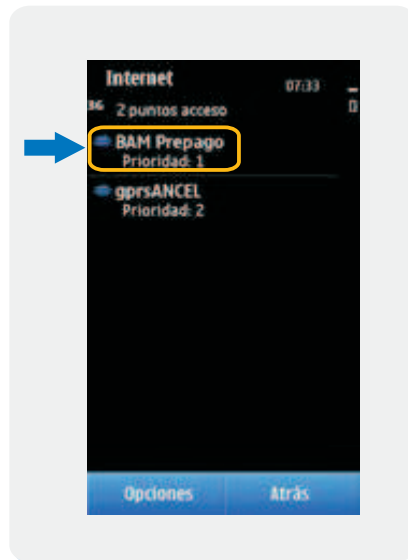 Internet
07:33
2 puntos acceso
BAM Prepago
Prioridad: 1
gprsANCEL
Prioridad: 2
Opciones
Atrás